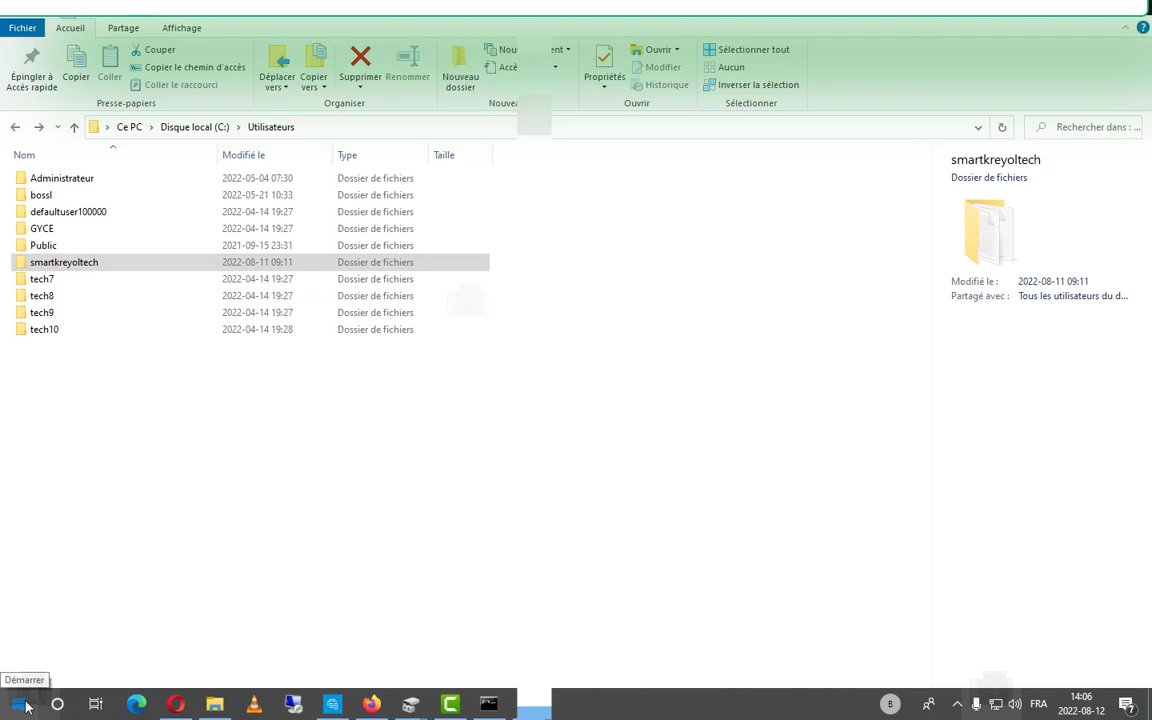 Fichier Accueil Partage Affichage
Épingler à Accès rapide
Copier
Coller
Couper
Copier le chemin d'accès
Coller le raccourci
Presse-papiers
Déplacer vers
Copier vers
Supprimer
Renommer
Organiser
Nouveau dossier
Propriétés
Ouvrir
Modifier
Historique
Ouvrir
Sélectionner tout
Aucun
Inverser la sélection
Sélectionner
Ce PC > Disque local (C:) > Utilisateurs
Rechercher dans : ...
Nom Modifié le Type Taille
Administrateur 2022-05-04 07:30 Dossier de fichiers
bossl 2022-05-21 10:33 Dossier de fichiers
defaultuser100000 2022-04-14 19:27 Dossier de fichiers
GYCE 2022-04-14 19:27 Dossier de fichiers
Public 2021-09-15 23:31 Dossier de fichiers
smartkreyoltech 2022-08-11 09:11 Dossier de fichiers
tech7 2022-04-14 19:27 Dossier de fichiers
tech8 2022-04-14 19:27 Dossier de fichiers
tech9 2022-04-14 19:27 Dossier de fichiers
tech10 2022-04-14 19:28 Dossier de fichiers
smartkreyoltech
Dossier de fichiers
Modifié le : 2022-08-11 09:11
Partagé avec : Tous les utilisateurs du d...
Démarrer
B
FRA
14:06
2022-08-12
7